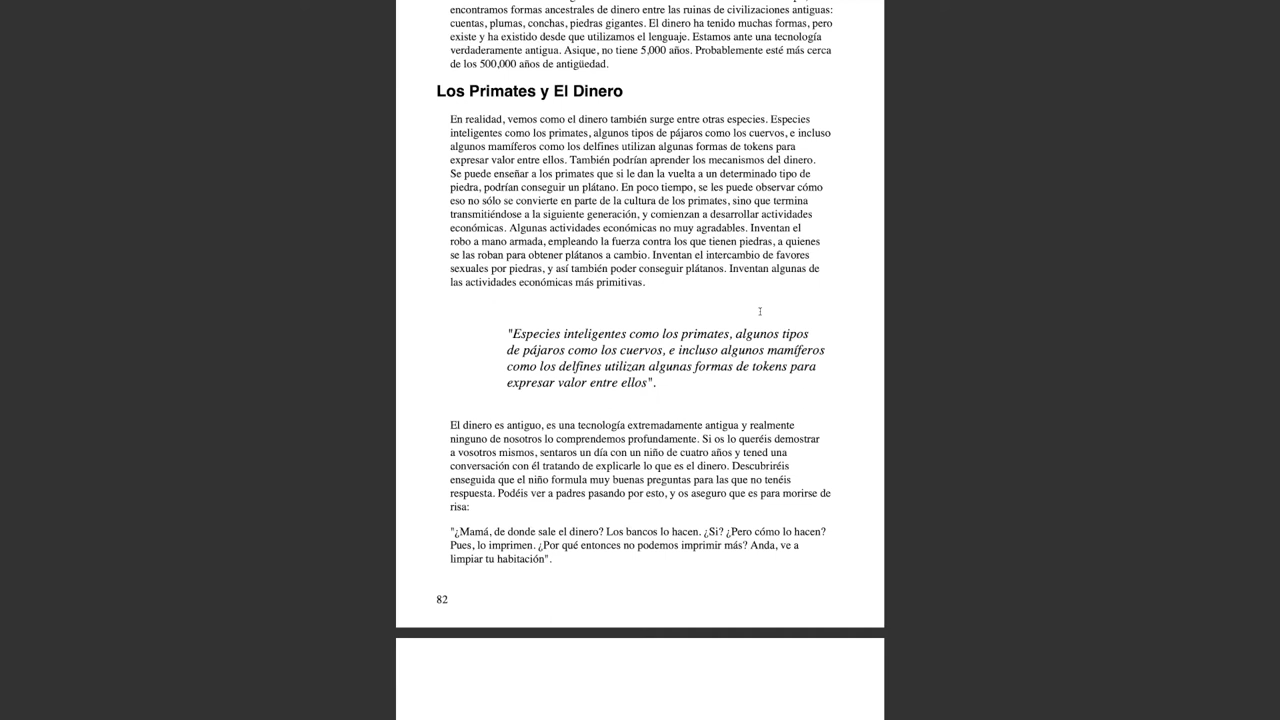 encontramos formas ancestrales de dinero entre las ruinas de civilizaciones antiguas:
cuentas, plumas, conchas, piedras gigantes. El dinero ha tenido muchas formas, pero
existe y ha existido desde que utilizamos el lenguaje. Estamos ante una tecnología
verdaderamente antigua. Asique, no tiene 5,000 años. Probablemente esté más cerca
de los 500,000 años de antigüedad.
Los Primates y El Dinero
En realidad, vemos como el dinero también surge entre otras especies. Especies
inteligentes como los primates, algunos tipos de pájaros como los cuervos, e incluso
algunos mamíferos como los delfines utilizan algunas formas de tokens para
expresar valor entre ellos. También podrían aprender los mecanismos del dinero.
Se puede enseñar a los primates que si le dan la vuelta a un determinado tipo de
piedra, podrían conseguir un plátano. En poco tiempo, se les puede observar cómo
eso no sólo se convierte en parte de la cultura de los primates, sino que termina
transmitiéndose a la siguiente generación, y comienzan a desarrollar actividades
económicas. Algunas actividades económicas no muy agradables. Inventan el
robo a mano armada, empleando la fuerza contra los que tienen piedras, a quienes
se las roban para obtener plátanos a cambio. Inventan el intercambio de favores
sexuales por piedras, y así también poder conseguir plátanos. Inventan algunas de
las actividades económicas más primitivas.
"Especies inteligentes como los primates, algunos tipos
de pájaros como los cuervos, e incluso algunos mamíferos
como los delfines utilizan algunas formas de tokens para
expresar valor entre ellos".
El dinero es antiguo, es una tecnología extremadamente antigua y realmente
ninguno de nosotros lo comprendemos profundamente. Si os lo queréis demostrar
a vosotros mismos, sentaros un día con un niño de cuatro años y tened una
conversación con él tratando de explicarle lo que es el dinero. Descubriréis
enseguida que el niño formula muy buenas preguntas para las que no tenéis
respuesta. Podéis ver a padres pasando por esto, y os aseguro que es para morirse de
risa:
"¿Mamá, de donde sale el dinero? Los bancos lo hacen. ¿Si? ¿Pero cómo lo hacen?
Pues, lo imprimen. ¿Por qué entonces no podemos imprimir más? Anda, ve a
limpiar tu habitación".
82